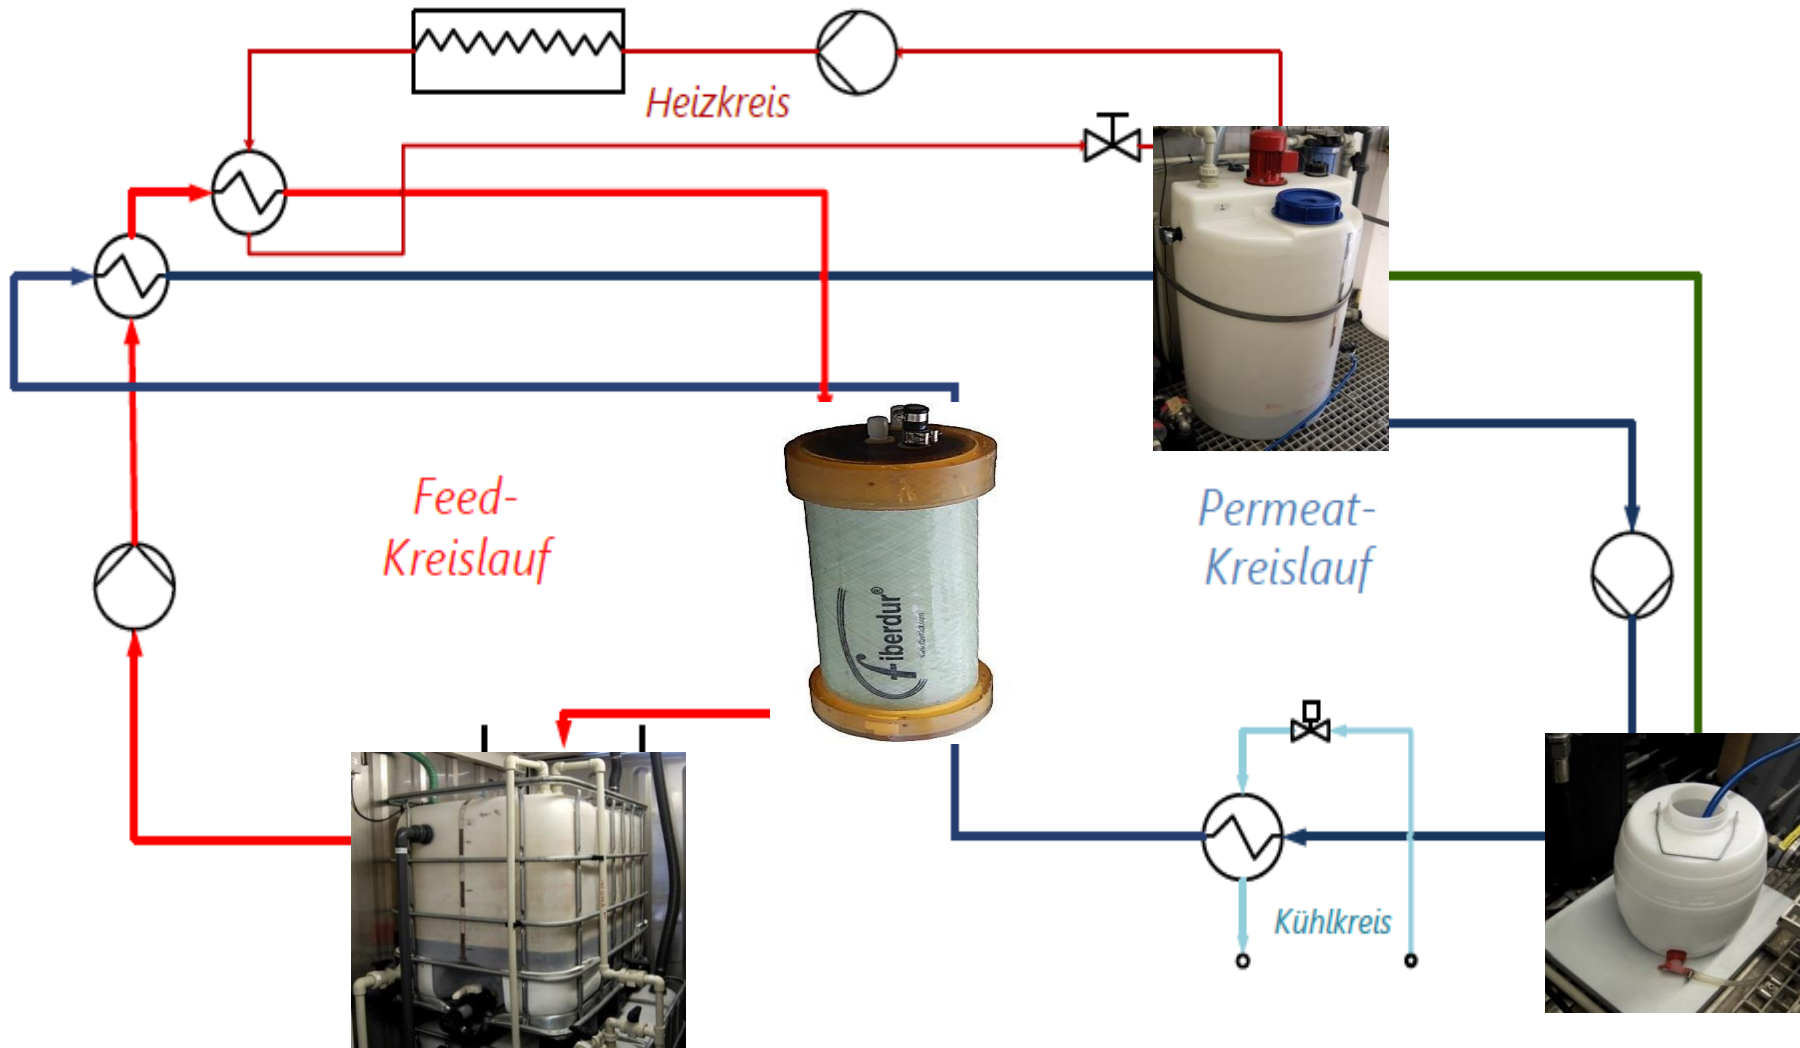 Heizkreis
Feed-
Kreislauf
Permeat-
Kreislauf
fiberdur®
Kühlkreis